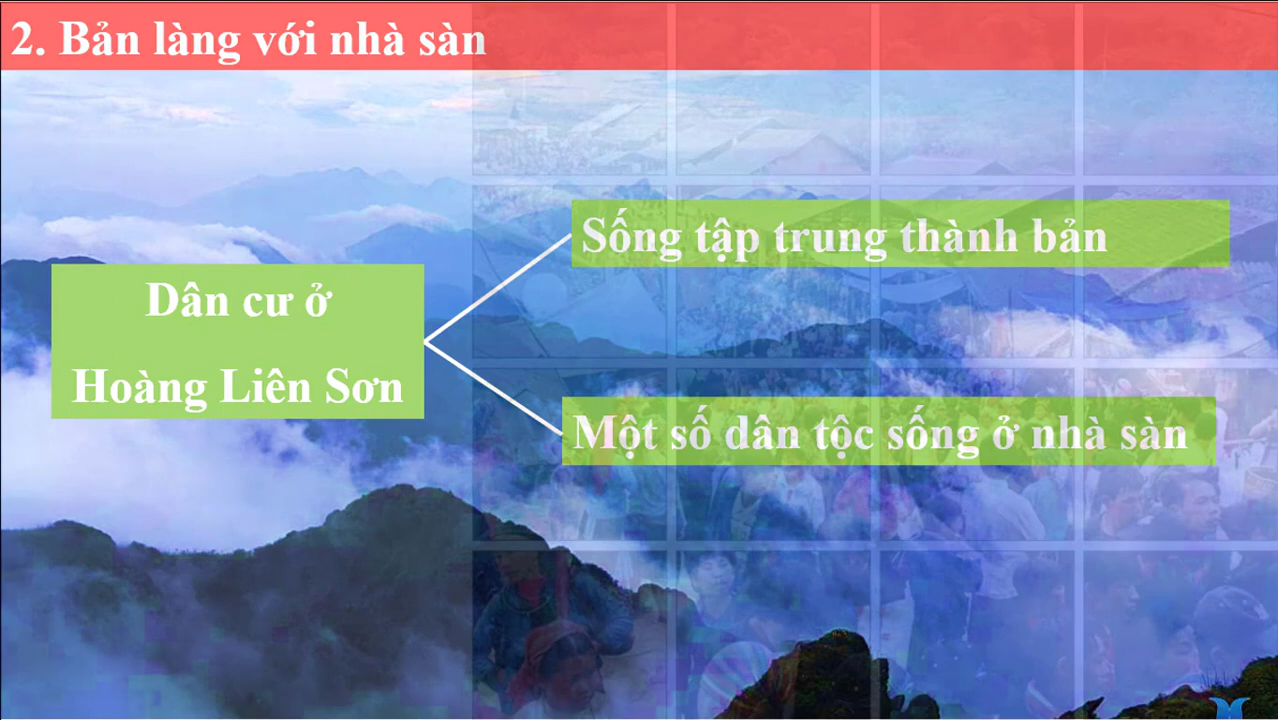 2. Bản làng với nhà sàn
Sống tập trung thành bản
Dân cư ở
Hoàng Liên Sơn
Một số dân tộc sống ở nhà sàn